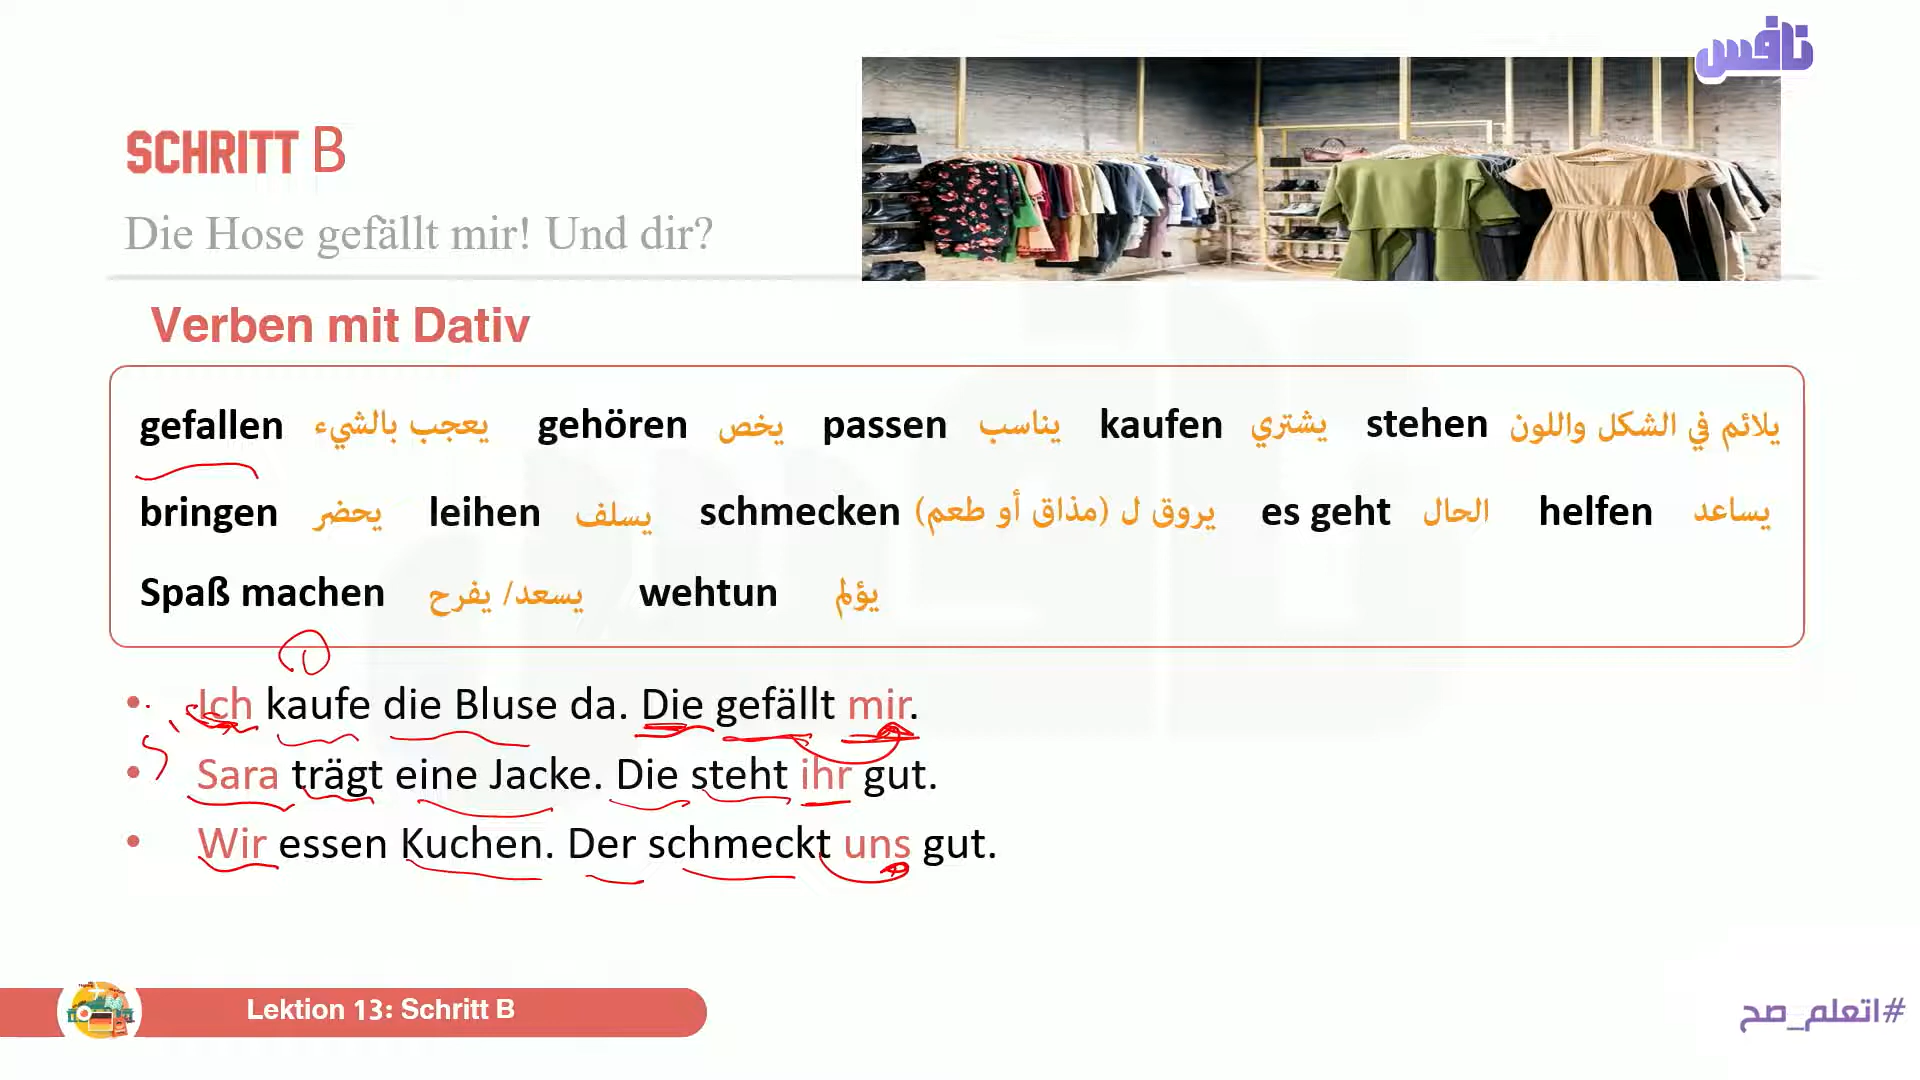 نافس
SCHRITT B
Die Hose gefällt mir! Und dir?
Verben mit Dativ
gefallen يعجب بالشيء gehören يخص passen يناسب kaufen يشتري stehen يلائم في الشكل واللون
bringen يحضر leihen يسلف schmecken يروق ل (مذاق أو طعم) es geht الحال helfen يساعد
Spaß machen يسعد/ يفرح wehtun يؤلم
• Ich kaufe die Bluse da. Die gefällt mir.
• Sara trägt eine Jacke. Die steht ihr gut.
• Wir essen Kuchen. Der schmeckt uns gut.
Lektion 13: Schritt B
#اتعلم_صح